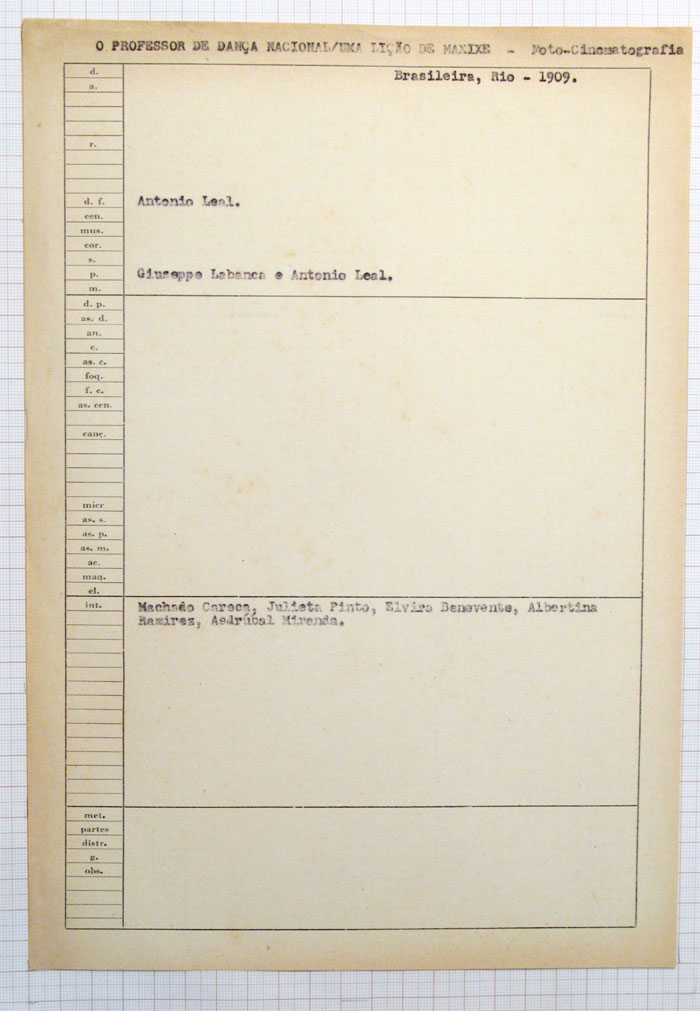 O PROFESSOR DE DANÇA NACIONAL/UMA LIÇÃO DE MAXIXE - Foto-Cinematografia
d. Brasileira, Rio - 1909.
a.
r.
d. f. Antonio Leal.
cen.
mus.
cor.
s.
p. Giuseppe Labanca e Antonio Leal.
m.
d. p.
as. d.
an.
c.
as. c.
foq.
f. c.
as. cen.
canç.
micr
as. s.
as. p.
as. m.
ac.
maq.
el.
int. Machado Careca, Julieta Pinto, Elvira Benevente, Albertina
Ramirez, Asdrúbal Miranda.
met.
partes
distr.
g.
obs.